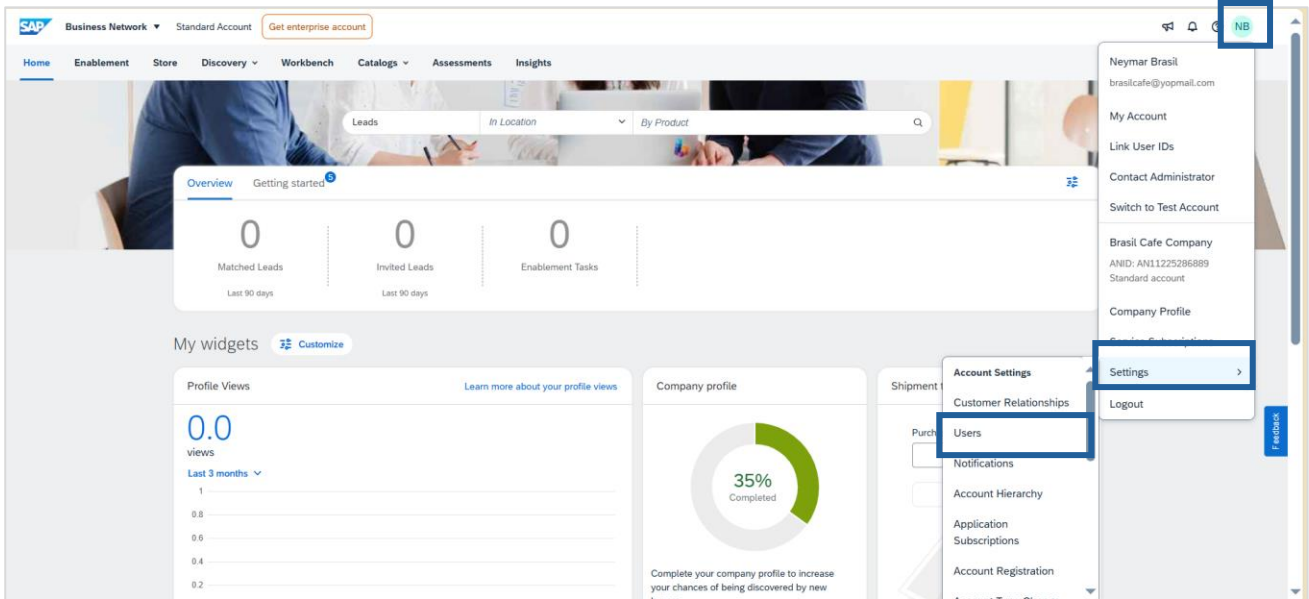 SAP Business Network Standard Account Get enterprise account NB
Home Enablement Store Discovery Workbench Catalogs Assessments Insights
Leads In Location By Product
Overview Getting started 5
0 0 0
Matched Leads Invited Leads Enablement Tasks
Last 90 days Last 90 days
My widgets Customize
Profile Views Learn more about your profile views
0.0
views
Last 3 months
1
0.8
0.6
0.4
0.2
Company profile
35%
Completed
Complete your company profile to increase
your chances of being discovered by new
Shipment
Purch
Account Settings
Customer Relationships
Users
Notifications
Account Hierarchy
Application
Subscriptions
Account Registration
Neymar Brasil
brasilcafe@yopmail.com
My Account
Link User IDs
Contact Administrator
Switch to Test Account
Brasil Cafe Company
ANID: AN11225286889
Standard account
Company Profile
Service Subscriptions
Settings
Logout
Feedback